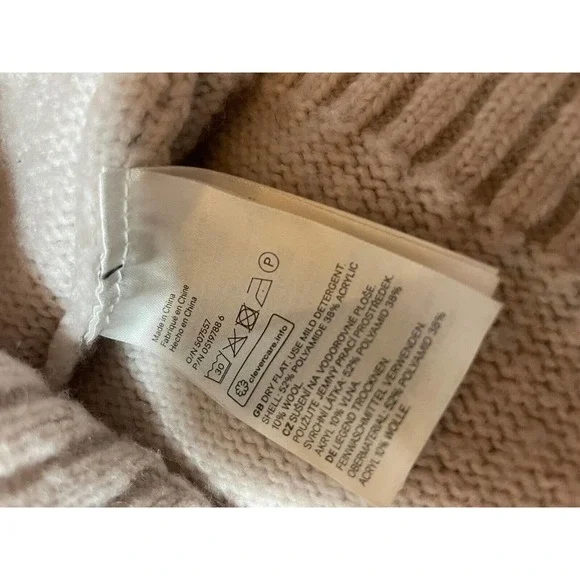 Made in China
Fabriqué en Chine
Hecho en China
O/N 507557
P/N 0519788 6
P
30
clevercare.info
GB DRY FLAT. USE MILD DETERGENT.
SHELL: 52% POLYAMIDE 38% ACRYLIC
10% WOOL
CZ SUŠENÍ NA VODOROVNÉ PLOŠE.
POUŽIJTE JEMNÝ PRACÍ PROSTŘEDEK.
SVRCHNÍ LÁTKA: 52% POLYAMID 38%
AKRYL 10% VLNA
DE LIEGEND TROCKNEN.
FEINWASCHMITTEL VERWENDEN
OBERMATERIAL: 52% POLYAMID 38%
ACRYL 10% WOLLE